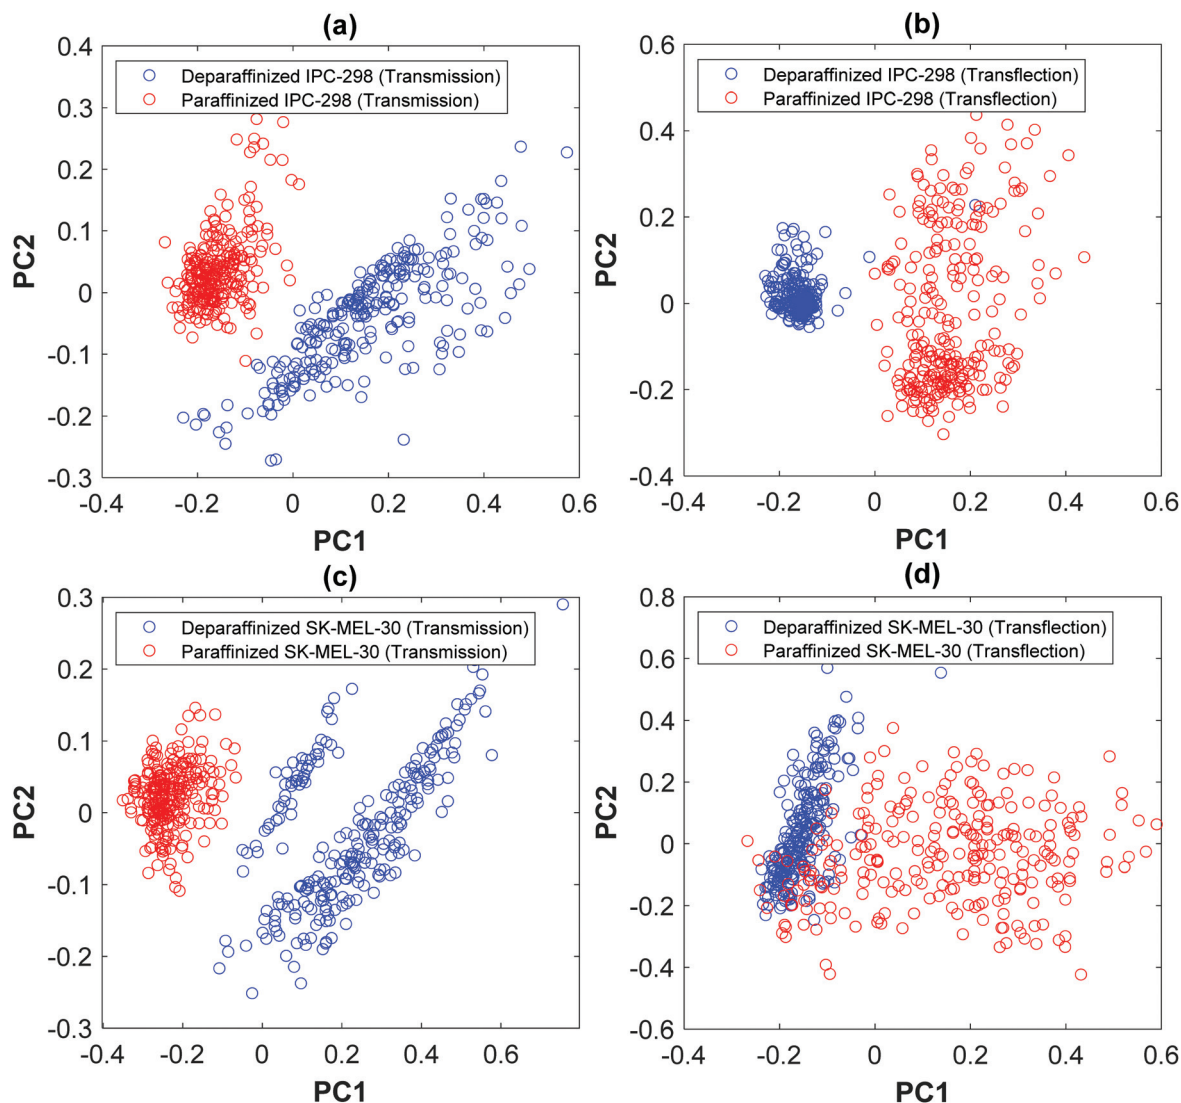 (a)
0.4
0.3
0.2
0.1
0
-0.1
-0.2
-0.3
-0.4
-0.2
0
0.2
0.4
0.6
PC1
PC2
Deparaffinized IPC-298 (Transmission)
Paraffinized IPC-298 (Transmission)
(b)
0.6
0.4
0.2
0
-0.2
-0.4
-0.4
-0.2
0
0.2
0.4
0.6
PC1
PC2
Deparaffinized IPC-298 (Transflection)
Paraffinized IPC-298 (Transflection)
(c)
0.3
0.2
0.1
0
-0.1
-0.2
-0.3
-0.4
-0.2
0
0.2
0.4
0.6
PC1
PC2
Deparaffinized SK-MEL-30 (Transmission)
Paraffinized SK-MEL-30 (Transmission)
(d)
0.8
0.6
0.4
0.2
0
-0.2
-0.4
-0.6
-0.4
-0.2
0
0.2
0.4
0.6
PC1
PC2
Deparaffinized SK-MEL-30 (Transflection)
Paraffinized SK-MEL-30 (Transflection)